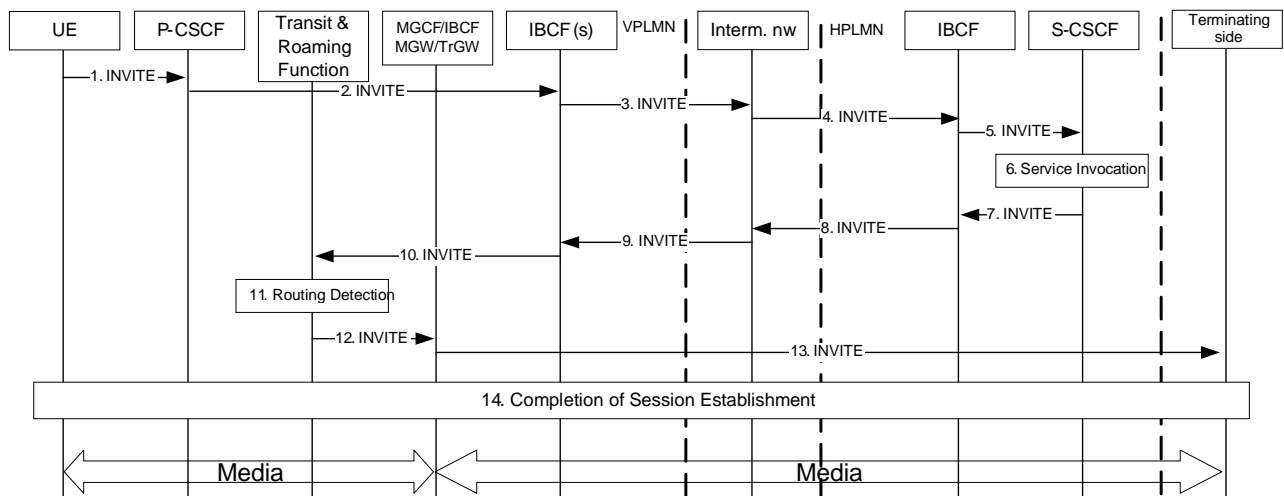 UE
P-CSCF
Transit &
Roaming
Function
MGCF/IBCF
MGW/TrGW
IBCF(s)
VPLMN
Interm. nw
HPLMN
IBCF
S-CSCF
Terminating
side
1. INVITE
2. INVITE
3. INVITE
4. INVITE
5. INVITE
6. Service Invocation
7. INVITE
8. INVITE
9. INVITE
10. INVITE
11. Routing Detection
12. INVITE
13. INVITE
14. Completion of Session Establishment
Media
Media